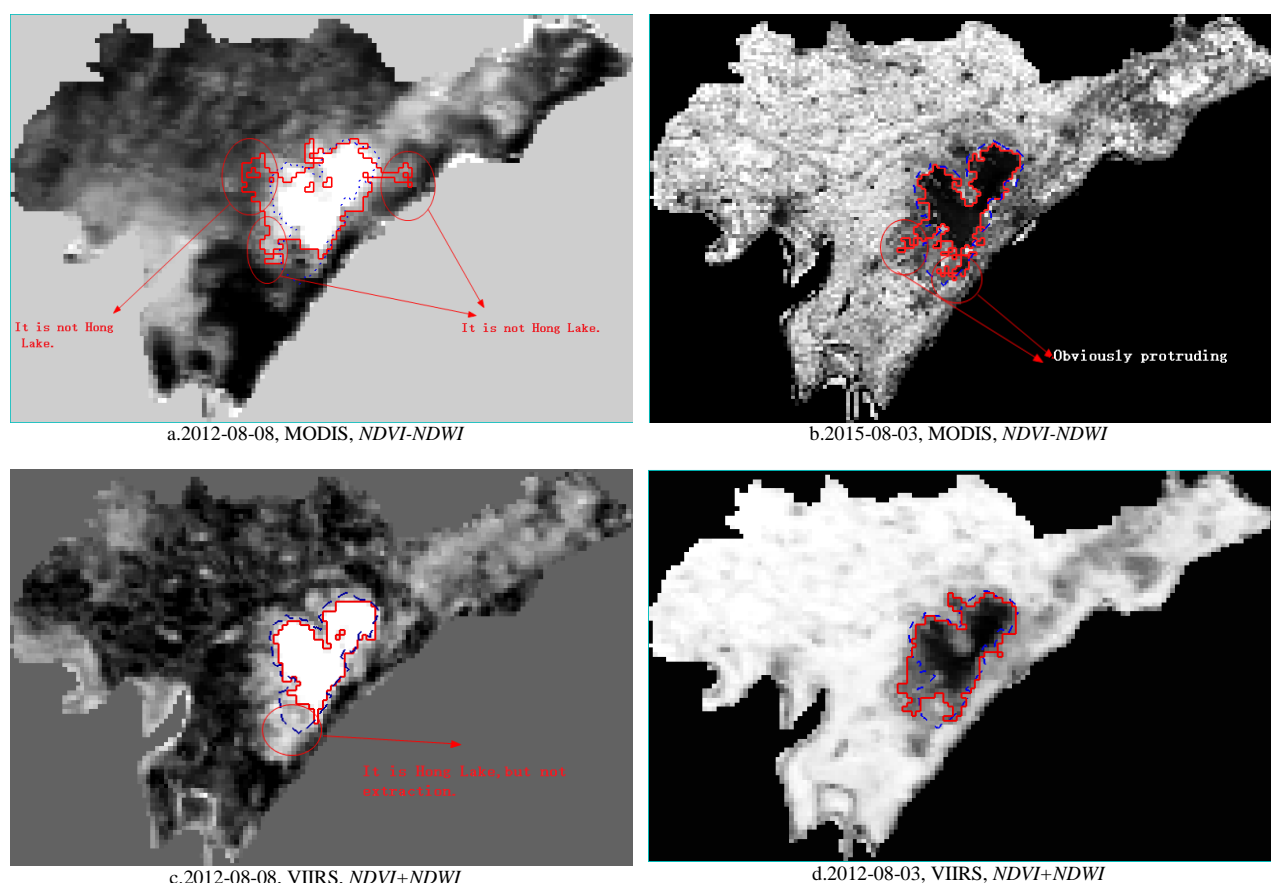 It is not Hong
Lake.
It is not Hong Lake.
Obviously protruding
a.2012-08-08, MODIS, NDVI-NDWI
b.2015-08-03, MODIS, NDVI-NDWI
It is Hong Lake,but not
extraction.
c.2012-08-08, VIIRS, NDVI+NDWI
d.2012-08-03, VIIRS, NDVI+NDWI